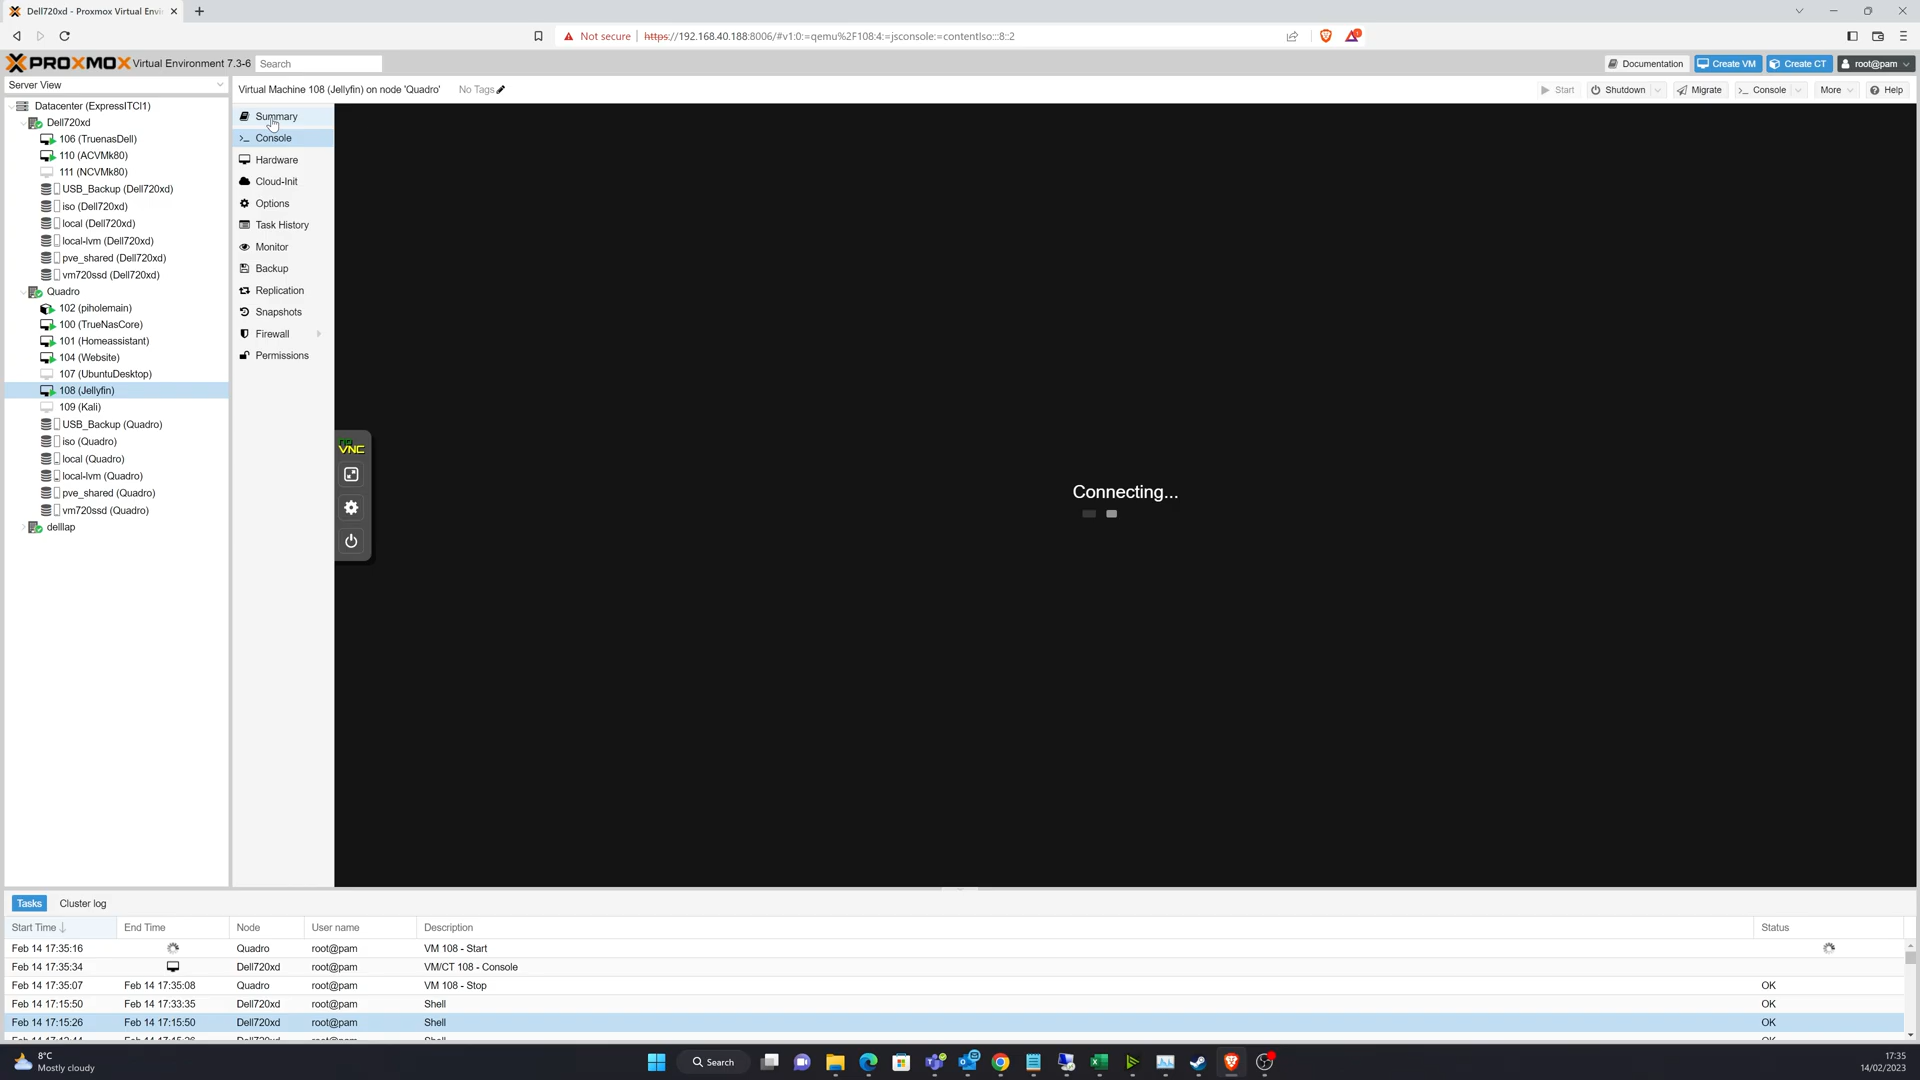 Dell720xd - Proxmox Virtual Envi
Not secure
https://192.168.40.188:8006/#v1:0:=qemu%2F108:4:=jsconsole:=contentIso:::8::2
PROXMOX Virtual Environment 7.3-6
Search
Documentation
Create VM
Create CT
root@pam
Server View
Virtual Machine 108 (Jellyfin) on node 'Quadro'
No Tags
Start
Shutdown
Migrate
Console
More
Help
Datacenter (ExpressITCl1)
Dell720xd
106 (TruenasDell)
110 (ACVMk80)
111 (NCVMk80)
USB_Backup (Dell720xd)
iso (Dell720xd)
local (Dell720xd)
local-lvm (Dell720xd)
pve_shared (Dell720xd)
vm720ssd (Dell720xd)
Quadro
102 (piholemain)
100 (TrueNasCore)
101 (Homeassistant)
104 (Website)
107 (UbuntuDesktop)
108 (Jellyfin)
109 (Kali)
USB_Backup (Quadro)
iso (Quadro)
local (Quadro)
local-lvm (Quadro)
pve_shared (Quadro)
vm720ssd (Quadro)
delllap
Summary
Console
Hardware
Cloud-Init
Options
Task History
Monitor
Backup
Replication
Snapshots
Firewall
Permissions
no
VNC
Connecting...
Tasks
Cluster log
Start Time
End Time
Node
User name
Description
Status
Feb 14 17:35:16
Quadro
root@pam
VM 108 - Start
Feb 14 17:35:34
Dell720xd
root@pam
VM/CT 108 - Console
Feb 14 17:35:07
Feb 14 17:35:08
Quadro
root@pam
VM 108 - Stop
OK
Feb 14 17:15:50
Feb 14 17:33:35
Dell720xd
root@pam
Shell
OK
Feb 14 17:15:26
Feb 14 17:15:50
Dell720xd
root@pam
Shell
OK
8°C
Mostly cloudy
Search
17:35
14/02/2023